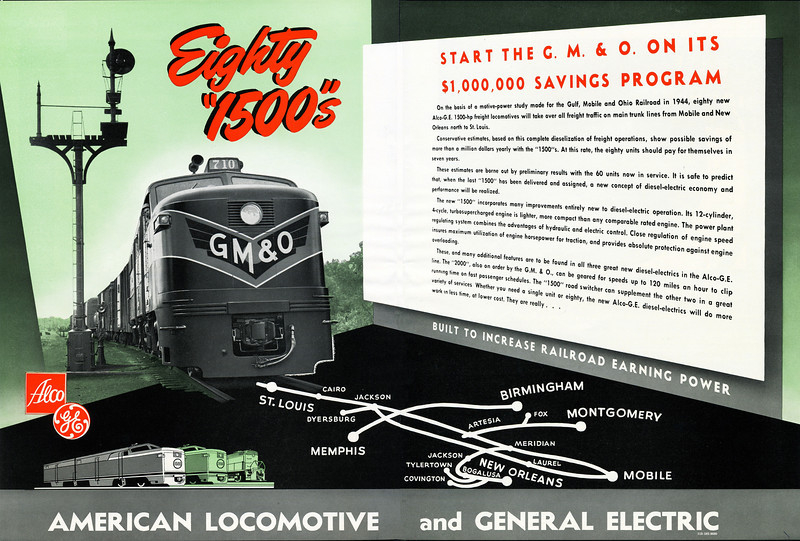 Eighty
"1500"s
START THE G. M. & O. ON ITS
$1,000,000 SAVINGS PROGRAM
On the basis of a motive-power study made for the Gulf, Mobile and Ohio Railroad in 1944, eighty new
Alco-G.E. 1500-hp freight locomotives will take over all freight traffic on main trunk lines from Mobile and New
Orleans north to St. Louis.
Conservative estimates, based on this complete dieselization of freight operations, show possible savings of
more than a million dollars yearly with the "1500"s. At this rate, the eighty units should pay for themselves in
seven years.
These estimates are borne out by preliminary results with the 60 units now in service. It is safe to predict
that, when the last "1500" has been delivered and assigned, a new concept of diesel-electric economy and
performance will be realized.
The new "1500" incorporates many improvements entirely new to diesel-electric operation. Its 12-cylinder,
4-cycle, turbosupercharged engine is lighter, more compact than any comparable rated engine. The power plant
regulating system combines the advantages of hydraulic and electric control. Close regulation of engine speed
insures maximum utilization of engine horsepower for traction, and provides absolute protection against engine
overloading.
These, and many additional features are to be found in all three great new diesel-electrics in the Alco-G.E.
line. The "2000", also on order by the G.M. & O., can be geared for speeds up to 120 miles an hour to clip
running time on fast passenger schedules. The "1500" road switcher can supplement the other two in a great
variety of services. Whether you need a single unit or eighty, the new Alco-G.E. diesel-electrics will do more
work in less time, at lower cost. They are really . . .
BUILT TO INCREASE RAILROAD EARNING POWER
710
GM&O
Alco
GE
ST. LOUIS
CAIRO
JACKSON
DYERSBURG
MEMPHIS
BIRMINGHAM
ARTESIA
FOX
MONTGOMERY
MERIDIAN
JACKSON
TYLERTOWN
NEW ORLEANS
BOGALUSA
LAUREL
COVINGTON
MOBILE
AMERICAN LOCOMOTIVE and GENERAL ELECTRIC